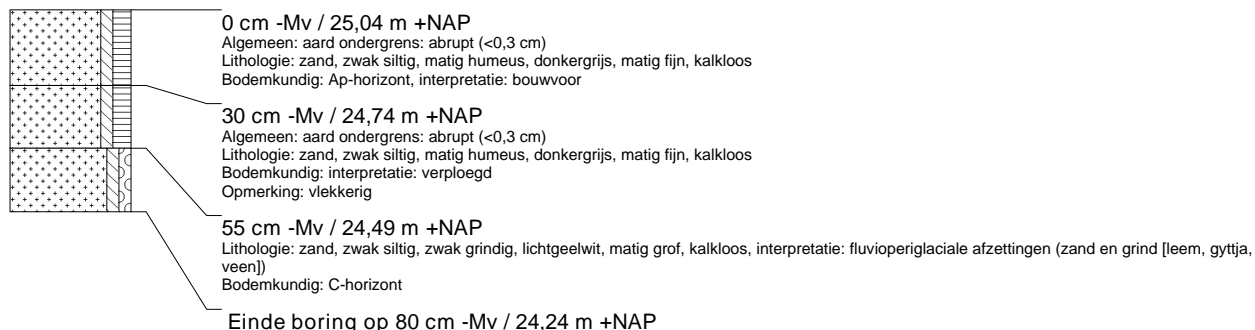 0 cm -Mv / 25,04 m +NAP
Algemeen: aard ondergrens: abrupt (<0,3 cm)
Lithologie: zand, zwak siltig, matig humeus, donkergrijs, matig fijn, kalkloos
Bodemkundig: Ap-horizont, interpretatie: bouwvoor
30 cm -Mv / 24,74 m +NAP
Algemeen: aard ondergrens: abrupt (<0,3 cm)
Lithologie: zand, zwak siltig, matig humeus, donkergrijs, matig fijn, kalkloos
Bodemkundig: interpretatie: verploegd
Opmerking: vlekkerig
55 cm -Mv / 24,49 m +NAP
Lithologie: zand, zwak siltig, zwak grindig, lichtgeelwit, matig grof, kalkloos, interpretatie: fluvioperiglaciale afzettingen (zand en grind [leem, gyttja,
veen])
Bodemkundig: C-horizont
Einde boring op 80 cm -Mv / 24,24 m +NAP